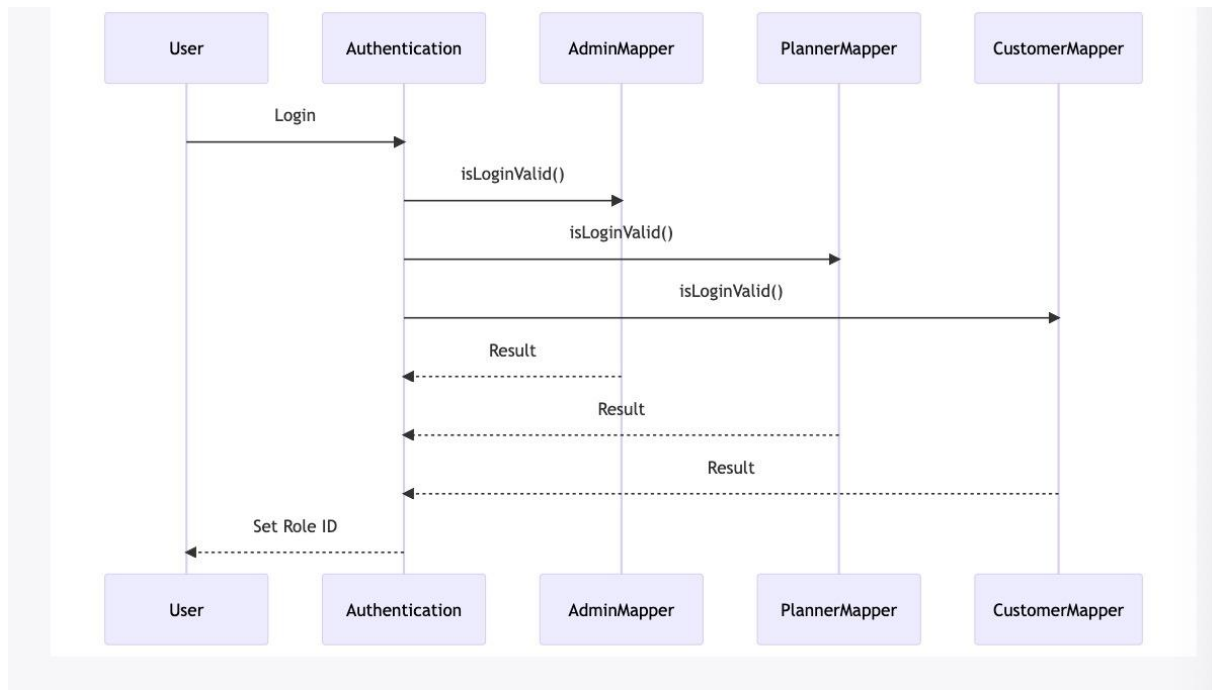 User Authentication AdminMapper PlannerMapper CustomerMapper
Login
isLoginValid()
isLoginValid()
isLoginValid()
Result
Result
Result
Set Role ID
User Authentication AdminMapper PlannerMapper CustomerMapper